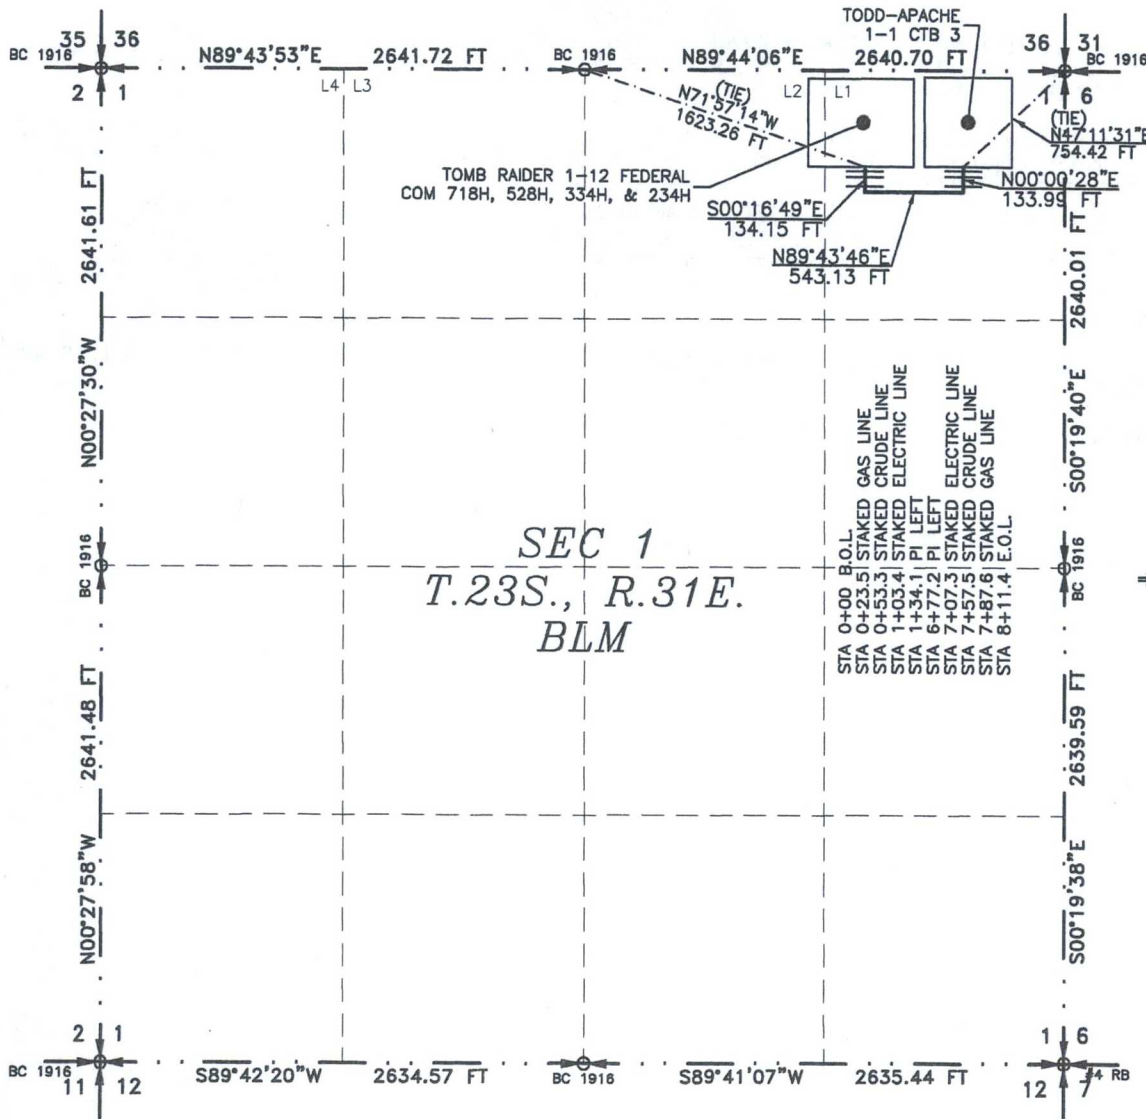 TODD-APACHE
1-1 CTB 3
35 36
BC 1916
2 1
N89°43'53"E 2641.72 FT
BC 1916
N89°44'06"E 2640.70 FT
36 31
BC 1916
1 6
L4 L3
L2 L1
(TIE)
N71°57'14"W
1623.26 FT
(TIE)
N47°11'31"E
754.42 FT
TOMB RAIDER 1-12 FEDERAL
COM 718H, 528H, 334H, & 234H
N00°00'28"E
133.99 FT
S00°16'49"E
134.15 FT
N89°43'46"E
543.13 FT
2641.61 FT
N00°27'30"W
2640.01 FT
S00°19'40"E
STA 0+00 B.O.L.
STA 0+23.5 STAKED GAS LINE
STA 0+53.3 STAKED CRUDE LINE
STA 1+03.4 STAKED ELECTRIC LINE
STA 1+34.1 PI LEFT
STA 6+77.2 PI LEFT
STA 7+07.3 STAKED ELECTRIC LINE
STA 7+57.5 STAKED CRUDE LINE
STA 7+87.6 STAKED GAS LINE
STA 8+11.4 E.O.L.
SEC 1
T.23S., R.31E.
BLM
BC 1916
BC 1916
2641.48 FT
N00°27'58"W
2639.59 FT
S00°19'38"E
2 1
BC 1916
11 12
S89°42'20"W 2634.57 FT
BC 1916
S89°41'07"W 2635.44 FT
1 6
12 7
#4 RB